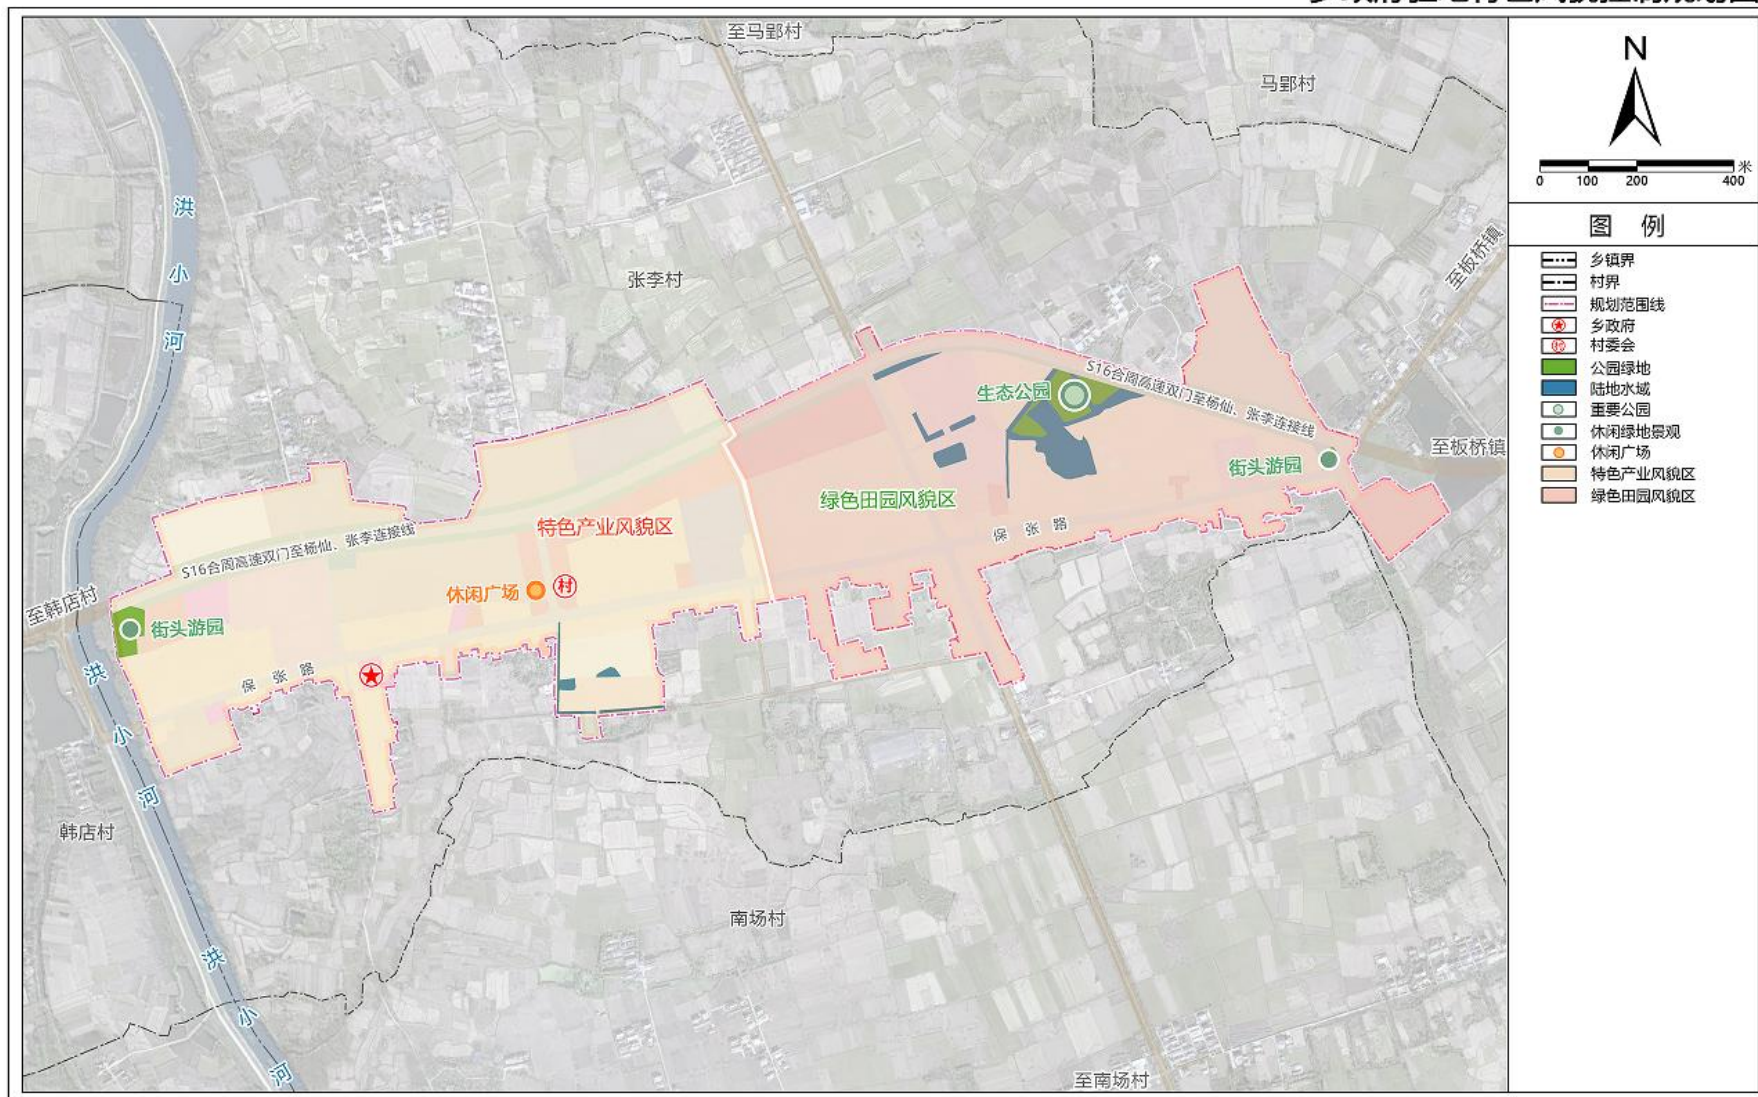 至马郢村
马郢村
N
米
0 100 200 400
图 例
乡镇界
村界
规划范围线
乡政府
村 村委会
公园绿地
陆地水域
重要公园
休闲绿地景观
休闲广场
特色产业风貌区
绿色田园风貌区
洪小河
至板桥镇
张李村
生态公园
S16合周高速双门至杨仙、张李连接线
至板桥镇
街头游园
绿色田园风貌区
特色产业风貌区
保张路
S16合周高速双门至杨仙、张李连接线
休闲广场
村
至韩店村
街头游园
保张路
洪小河
韩店村
南场村
洪小河
至南场村